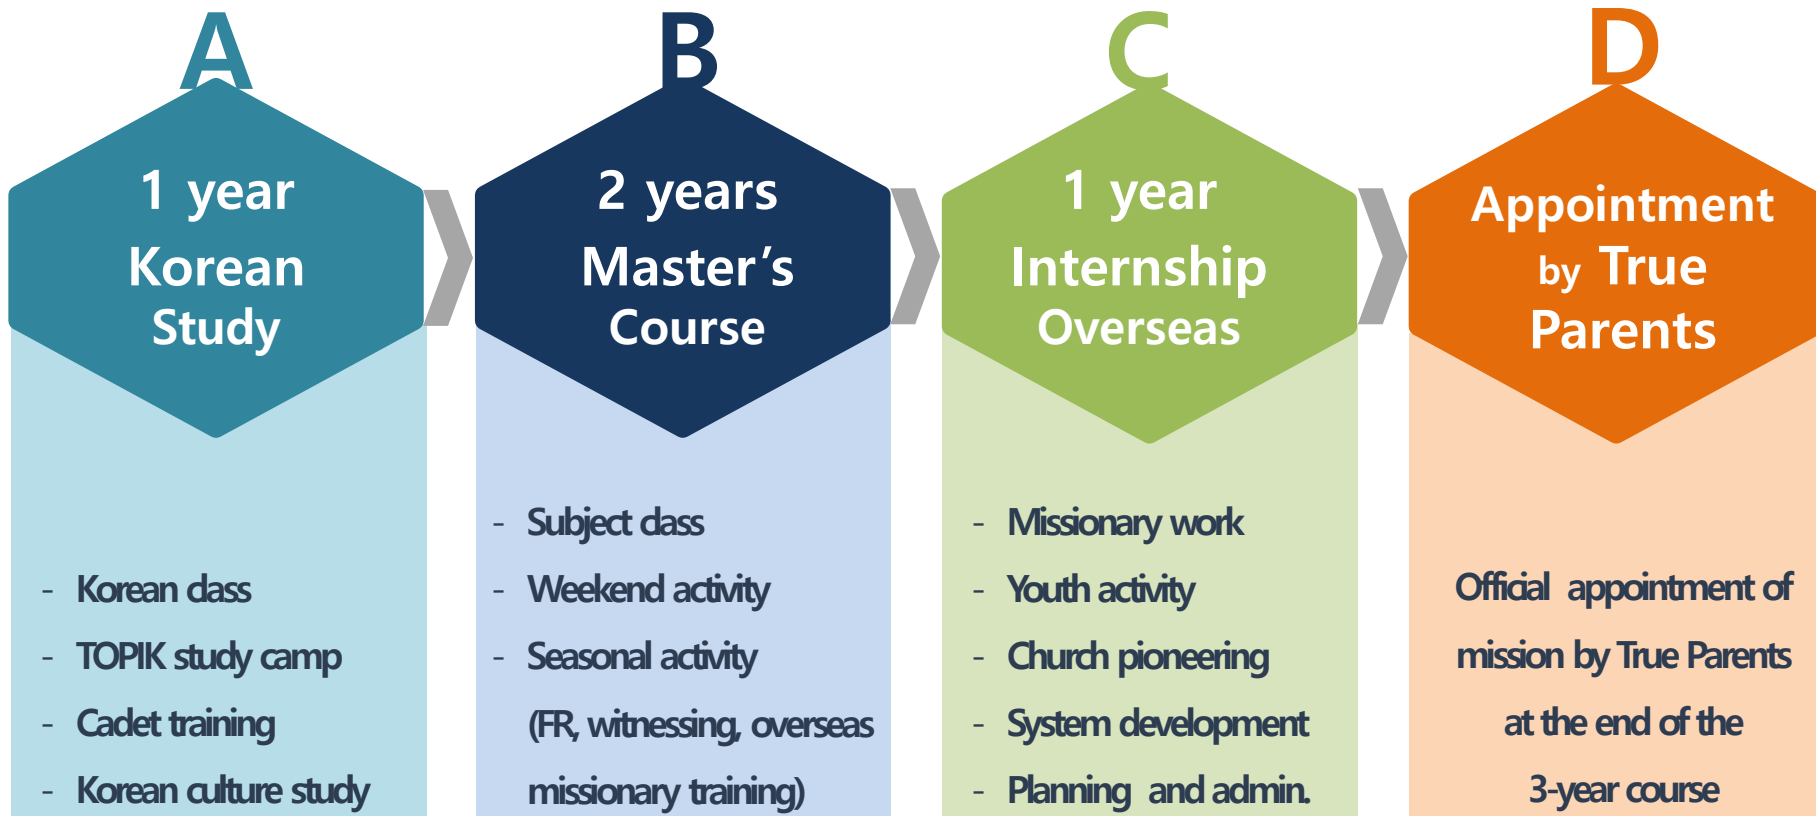 A
1 year
Korean
Study
- Korean class
- TOPIK study camp
- Cadet training
- Korean culture study
B
2 years
Master’s
Course
- Subject class
- Weekend activity
- Seasonal activity
(FR, witnessing, overseas
missionary training)
C
1 year
Internship
Overseas
- Missionary work
- Youth activity
- Church pioneering
- System development
- Planning and admin.
D
Appointment
by True
Parents
Official appointment of
mission by True Parents
at the end of the
3-year course